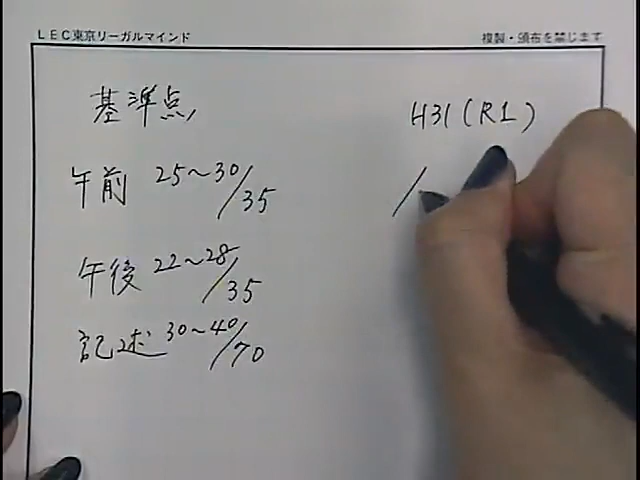 LEC東京リーガルマインド
複製・頒布を禁じます
基準点
H31(R1)
午前 25~30/35
午後 22~28/35
記述 30~40/70